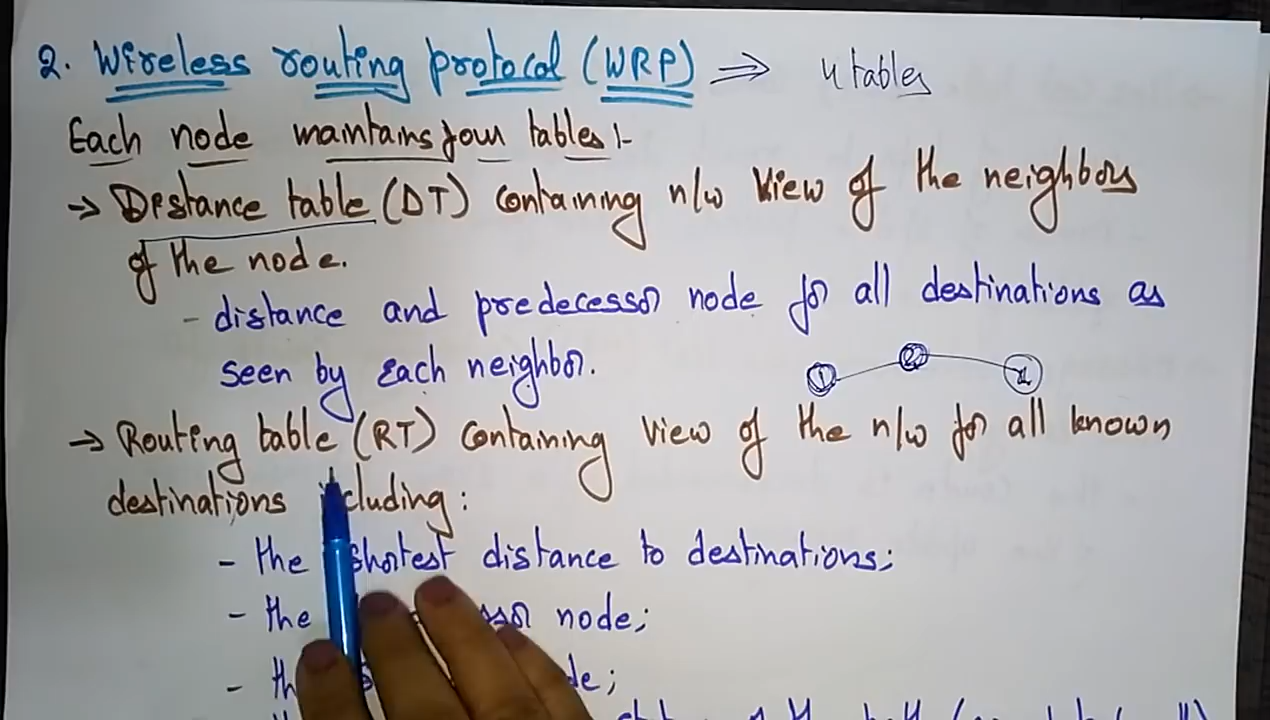 2. Wireless routing protocol (WRP) ⇒ 4 tables
Each node maintains four tables :-
→ Distance table (DT) containing n/w view of the neighbors
of the node.
- distance and predecessor node for all destinations as
seen by each neighbor.
1 2
→ Routing table (RT) containing view of the n/w for all known
destinations including:
- the shortest distance to destinations;
- the node;
-